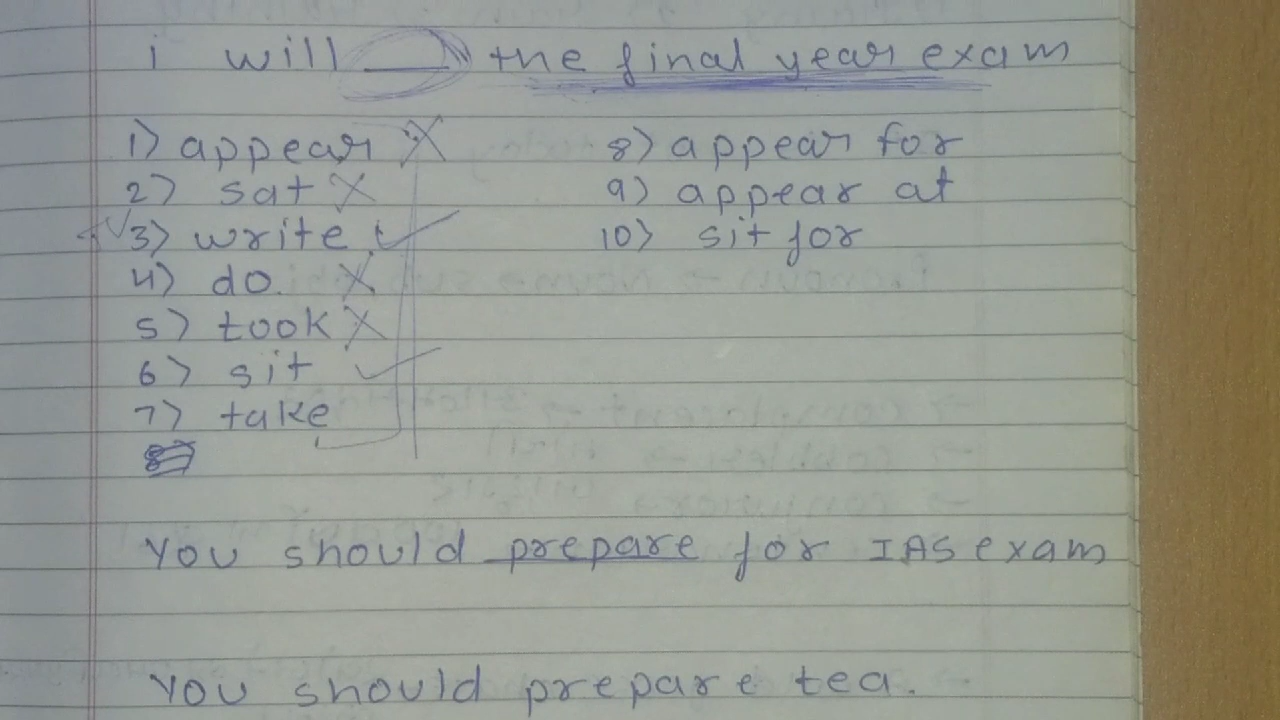 i will ___ the final year exam
1) appear X
2) sat X
3) write ✓
4) do. X
5) took X
6) sit ✓
7) take
8) appear for
9) appear at
10) sit for
You should prepare for IAS exam
You should prepare tea.